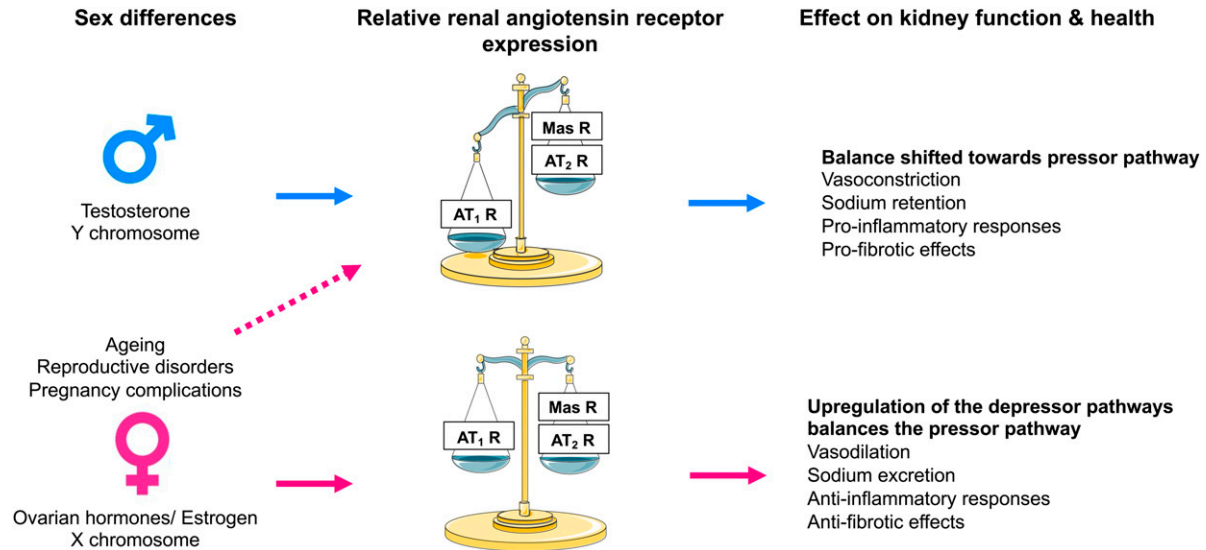 Sex differences
Relative renal angiotensin receptor
expression
Effect on kidney function & health
Testosterone
Y chromosome
Mas R
AT₂ R
AT₁ R
Balance shifted towards pressor pathway
Vasoconstriction
Sodium retention
Pro-inflammatory responses
Pro-fibrotic effects
Ageing
Reproductive disorders
Pregnancy complications
Ovarian hormones/ Estrogen
X chromosome
AT₁ R
Mas R
AT₂ R
Upregulation of the depressor pathways
balances the pressor pathway
Vasodilation
Sodium excretion
Anti-inflammatory responses
Anti-fibrotic effects